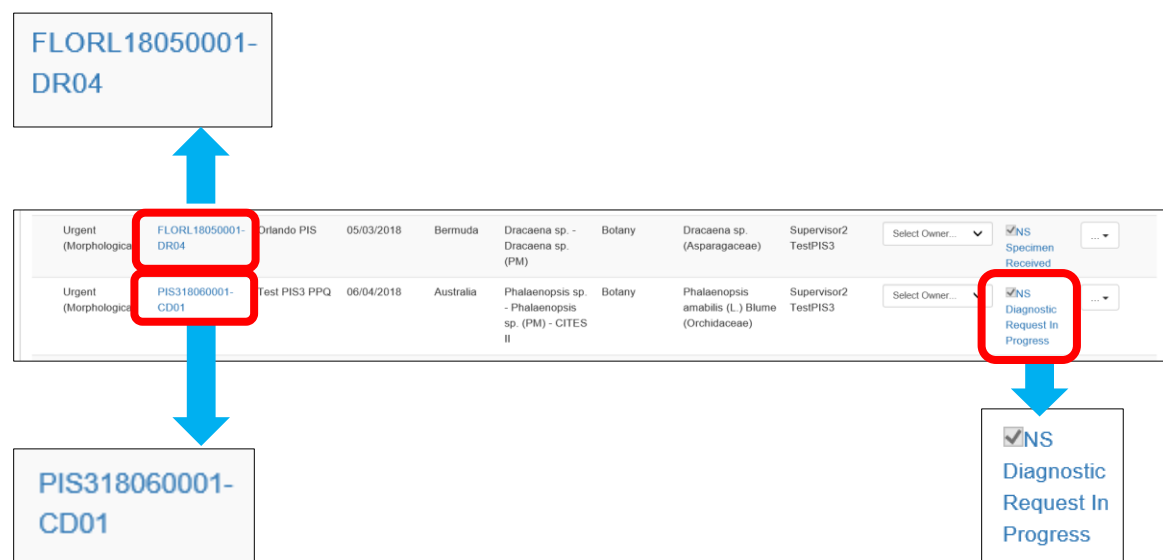 FLORL18050001-
DR04
Urgent FLORL18050001- Orlando PIS 05/03/2018 Bermuda Dracaena sp. - Botany Dracaena sp. Supervisor2 Select Owner... NS ...
(Morphologica DR04 Dracaena sp. (Asparagaceae) TestPIS3 Specimen
(PM) Received
Urgent PIS318060001- Test PIS3 PPQ 06/04/2018 Australia Phalaenopsis sp. Botany Phalaenopsis Supervisor2 Select Owner... NS ...
(Morphologica CD01 - Phalaenopsis amabilis (L.) Blume TestPIS3 Diagnostic
sp. (PM) - CITES (Orchidaceae) Request In
II Progress
PIS318060001-
CD01
NS
Diagnostic
Request In
Progress